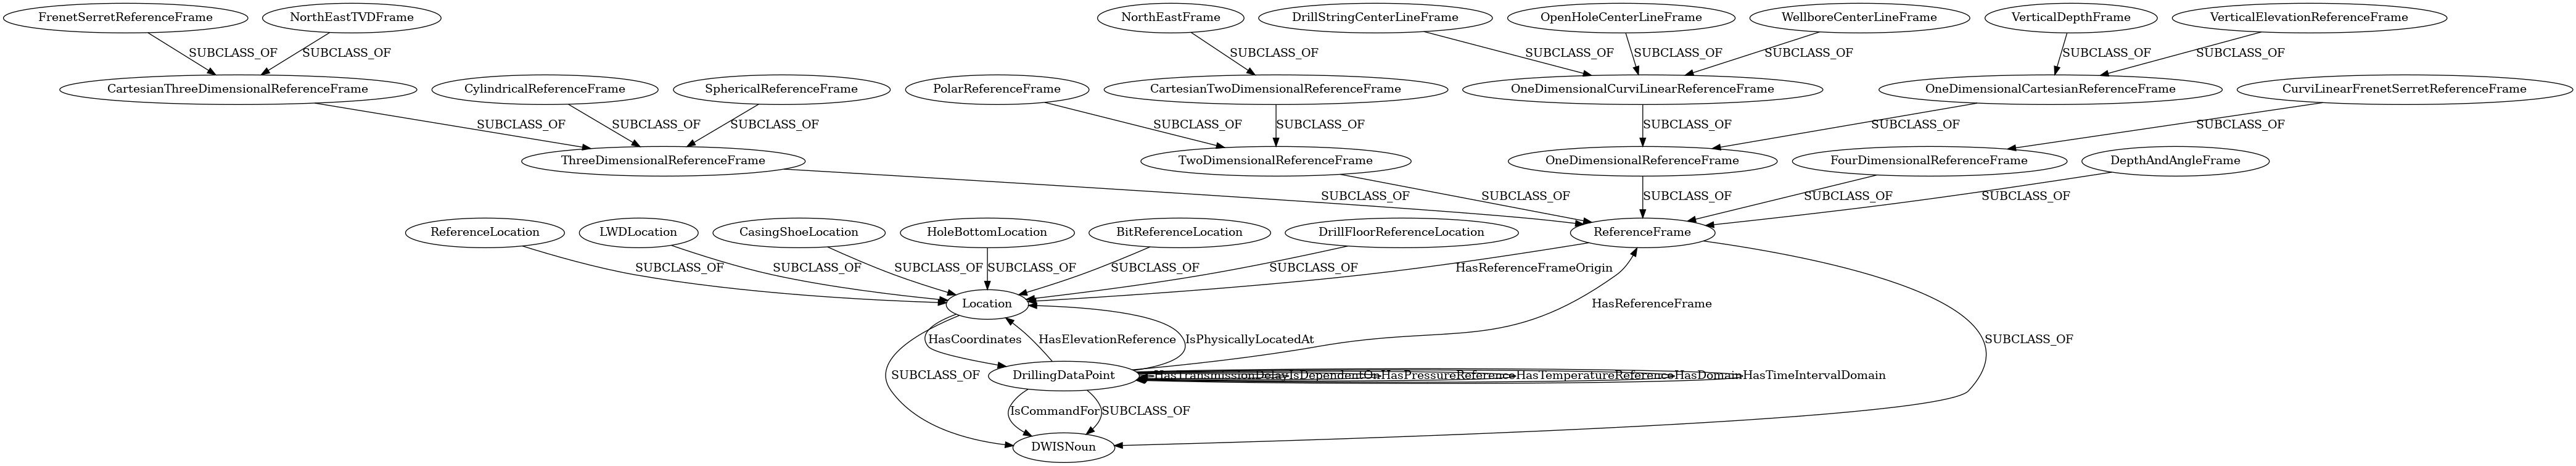 FrenetSerretReferenceFrame
NorthEastTVDFrame
NorthEastFrame
DrillStringCenterLineFrame
OpenHoleCenterLineFrame
WellboreCenterLineFrame
VerticalDepthFrame
VerticalElevationReferenceFrame
SUBCLASS_OF
SUBCLASS_OF
SUBCLASS_OF
SUBCLASS_OF
SUBCLASS_OF
SUBCLASS_OF
SUBCLASS_OF
SUBCLASS_OF
CartesianThreeDimensionalReferenceFrame
CylindricalReferenceFrame
SphericalReferenceFrame
PolarReferenceFrame
CartesianTwoDimensionalReferenceFrame
OneDimensionalCurviLinearReferenceFrame
OneDimensionalCartesianReferenceFrame
CurviLinearFrenetSerretReferenceFrame
SUBCLASS_OF
SUBCLASS_OF
SUBCLASS_OF
SUBCLASS_OF
SUBCLASS_OF
SUBCLASS_OF
SUBCLASS_OF
SUBCLASS_OF
ThreeDimensionalReferenceFrame
TwoDimensionalReferenceFrame
OneDimensionalReferenceFrame
FourDimensionalReferenceFrame
DepthAndAngleFrame
SUBCLASS_OF
SUBCLASS_OF
SUBCLASS_OF
SUBCLASS_OF
SUBCLASS_OF
ReferenceLocation
LWDLocation
CasingShoeLocation
HoleBottomLocation
BitReferenceLocation
DrillFloorReferenceLocation
ReferenceFrame
SUBCLASS_OF
SUBCLASS_OF
SUBCLASS_OF
SUBCLASS_OF
SUBCLASS_OF
SUBCLASS_OF
HasReferenceFrameOrigin
Location
HasReferenceFrame
HasCoordinates
HasElevationReference
IsPhysicallyLocatedAt
SUBCLASS_OF
SUBCLASS_OF
DrillingDataPoint
HasTransmissionDelay
IsDependentOn
HasPressureReference
HasTemperatureReference
HasDomain
HasTimeIntervalDomain
IsCommandFor
SUBCLASS_OF
DWISNoun